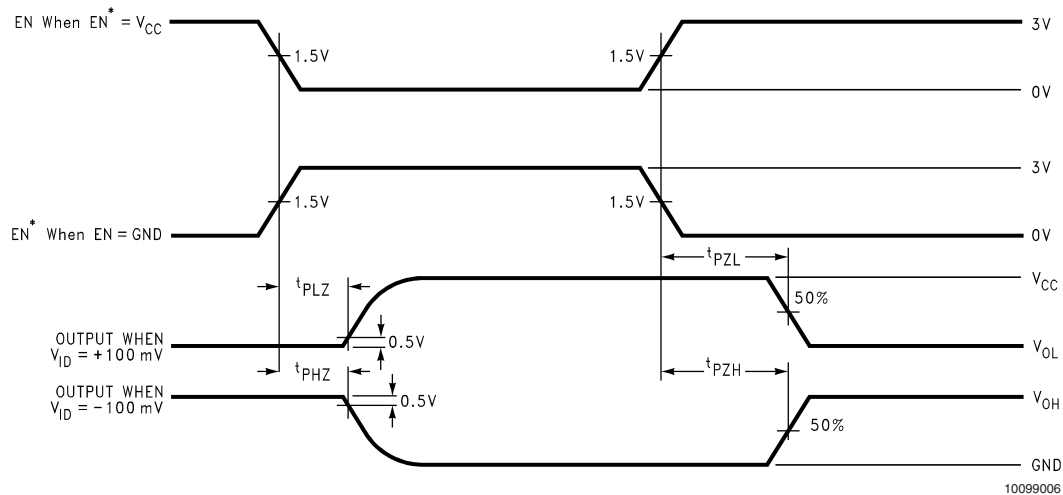 EN When EN* = VCC
1.5V
1.5V
3V
0V
3V
1.5V
1.5V
EN* When EN = GND
0V
tPZL
tPLZ
VCC
50%
OUTPUT WHEN
VID = +100 mV
0.5V
VOL
tPHZ
tPZH
OUTPUT WHEN
VID = −100 mV
0.5V
VOH
50%
GND
10099006